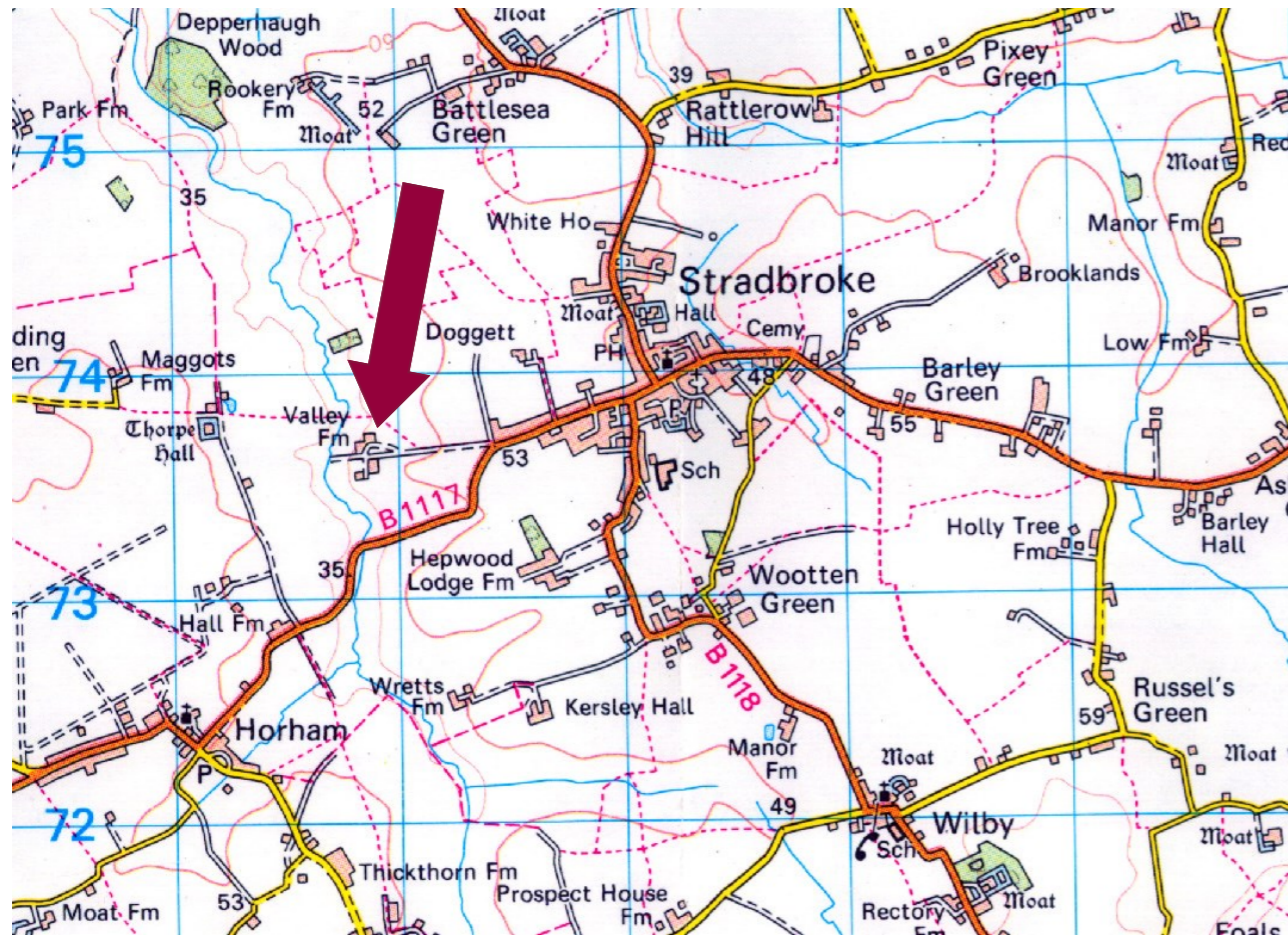 Depperhaugh
Wood
Moat
Pixey
Green
39
Rookery
Fm
52
Battlesea
Green
Rattlerow
Hill
Park Fm
Moat
60
75
Moat
35
White Ho
Manor Fm
Stradbroke
Brooklands
Moat
Hall
Doggett
Cemy
ding
en
74
Maggots
Fm
PH
48
Low Fm
Barley
Green
Valley
Fm
Thorpe
Hall
P
55
53
Sch
B 1117
As
Holly Tree
Fm
Barley
Hall
Hepwood
Lodge Fm
35
Wootten
Green
73
Hall Fm
B 1118
Wretts
Fm
Kersley Hall
Russel's
Green
59
Horham
Manor
Fm
Moat
Moat
P
49
72
Wilby
Sch
Moat
Thickthorn Fm
Prospect House
Fm
Moat
53
Moat Fm
Rectory
Fm
Foals